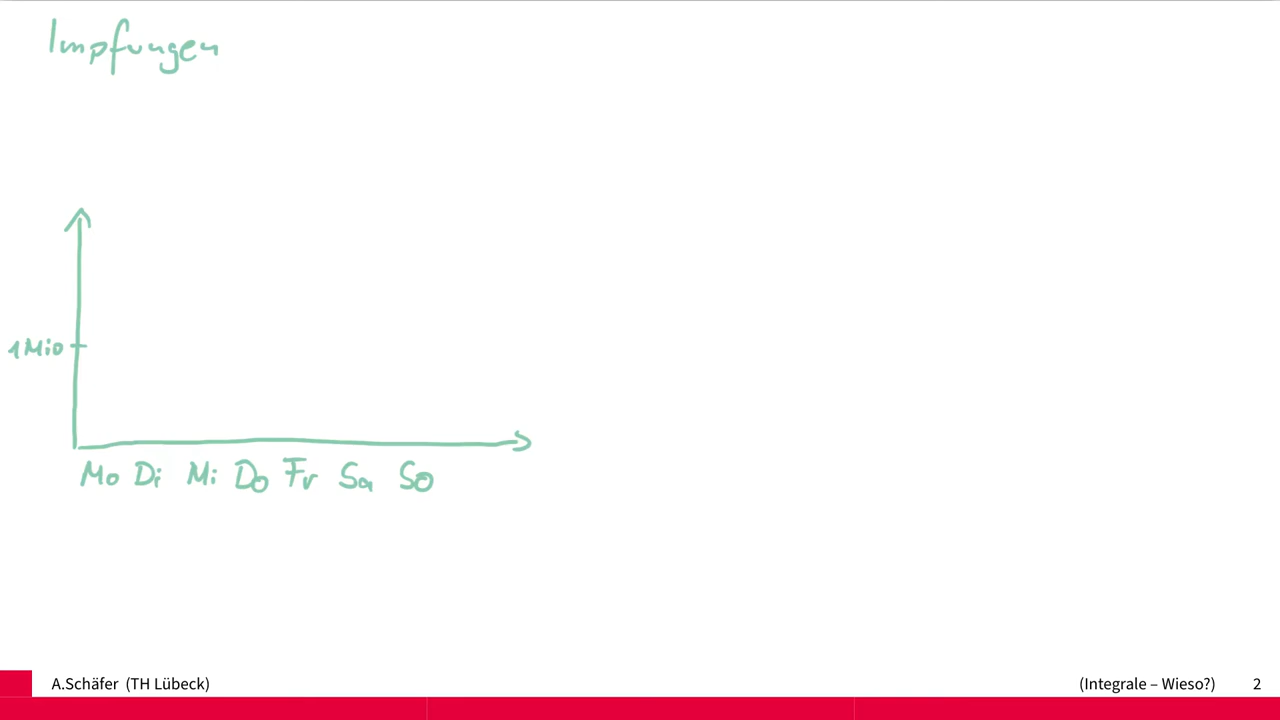 Impfungen
1 Mio
Mo Di Mi Do Fr Sa So
A.Schäfer (TH Lübeck) (Integrale – Wieso?) 2